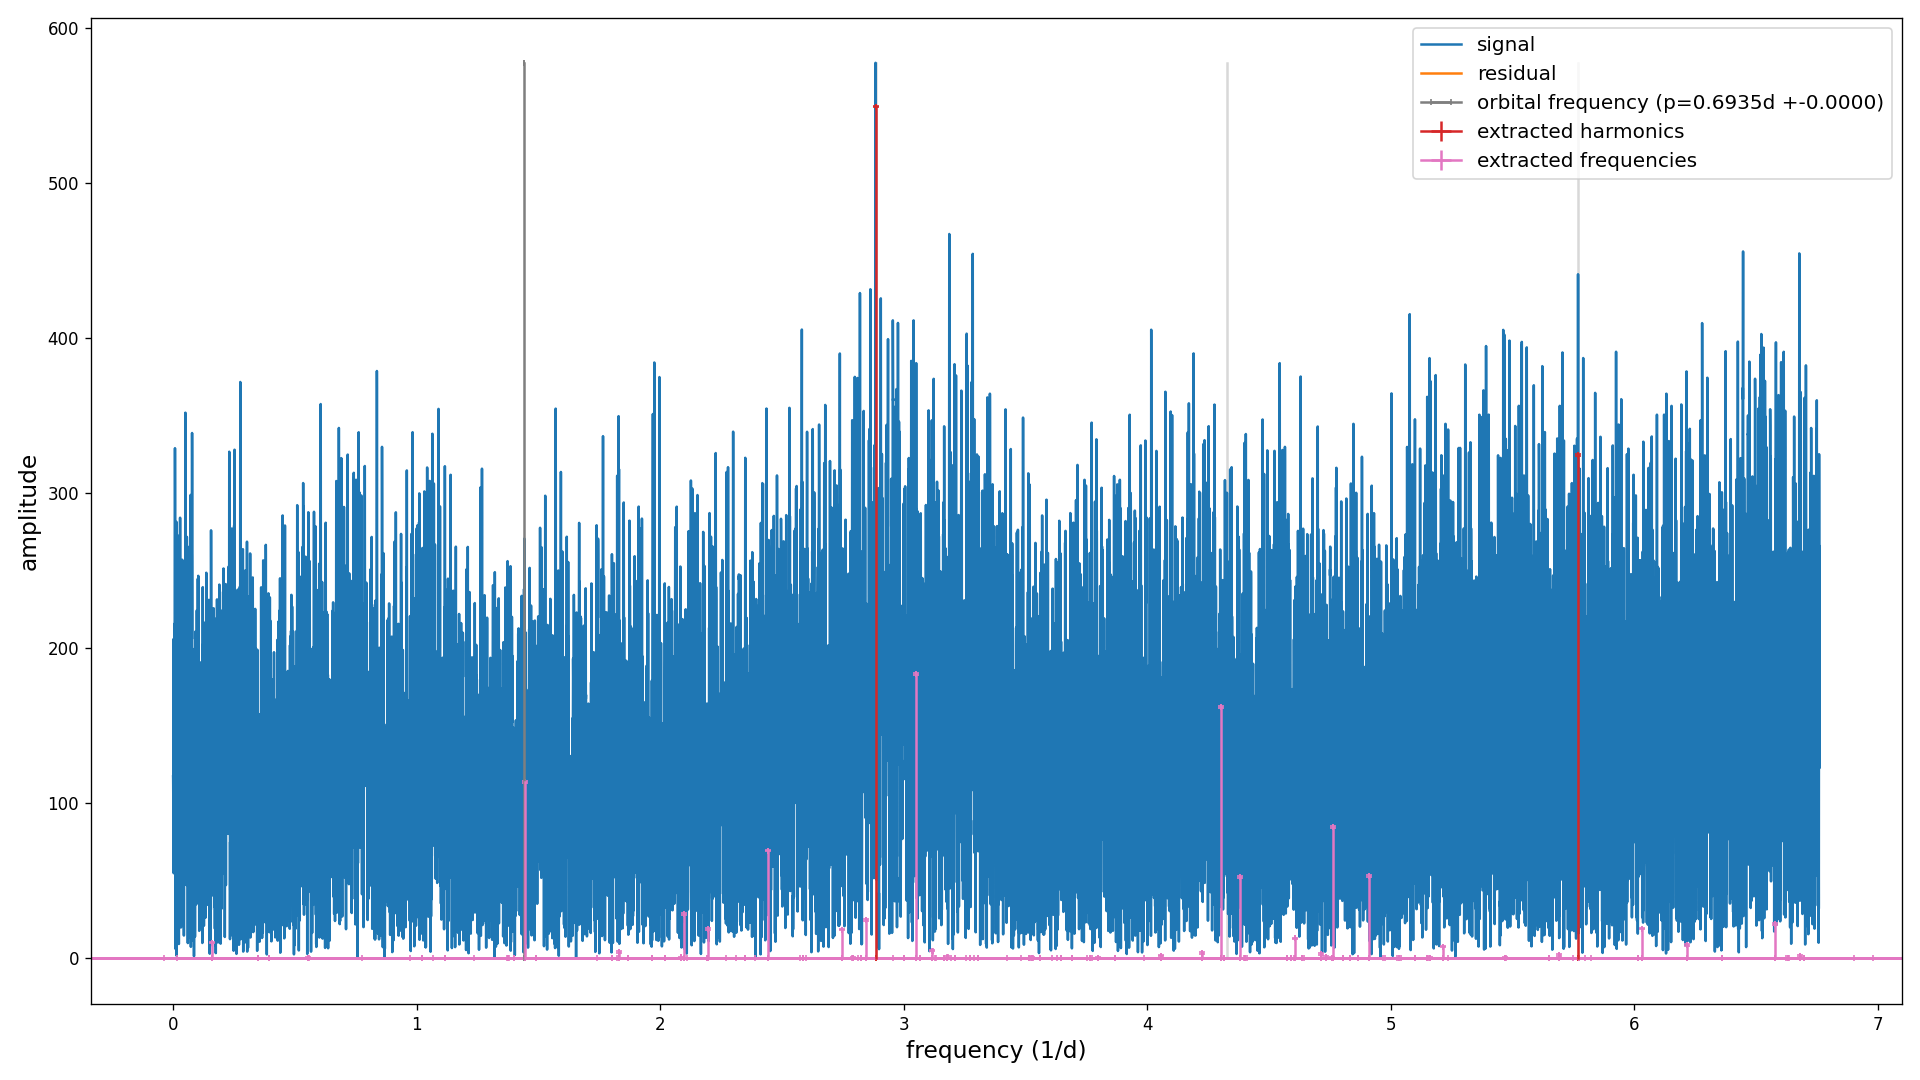 600
500
400
300
200
100
0
amplitude
signal
residual
orbital frequency (p=0.6935d +-0.0000)
extracted harmonics
extracted frequencies
0 1 2 3 4 5 6 7
frequency (1/d)